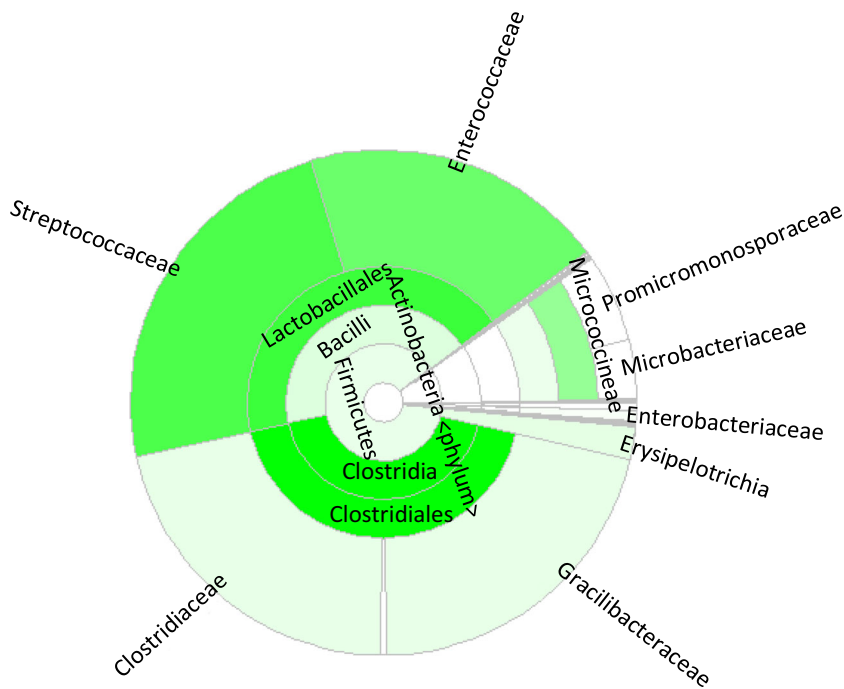 Enterococcaceae
Streptococcaceae
Promicromonosporaceae
Lactobacillales
Actinobacteria <phylum>
Micrococcineae
Bacilli
Microbacteriaceae
Firmicutes
Enterobacteriaceae
Erysipelotrichia
Clostridia
Clostridiales
Clostridiaceae
Gracilibacteraceae